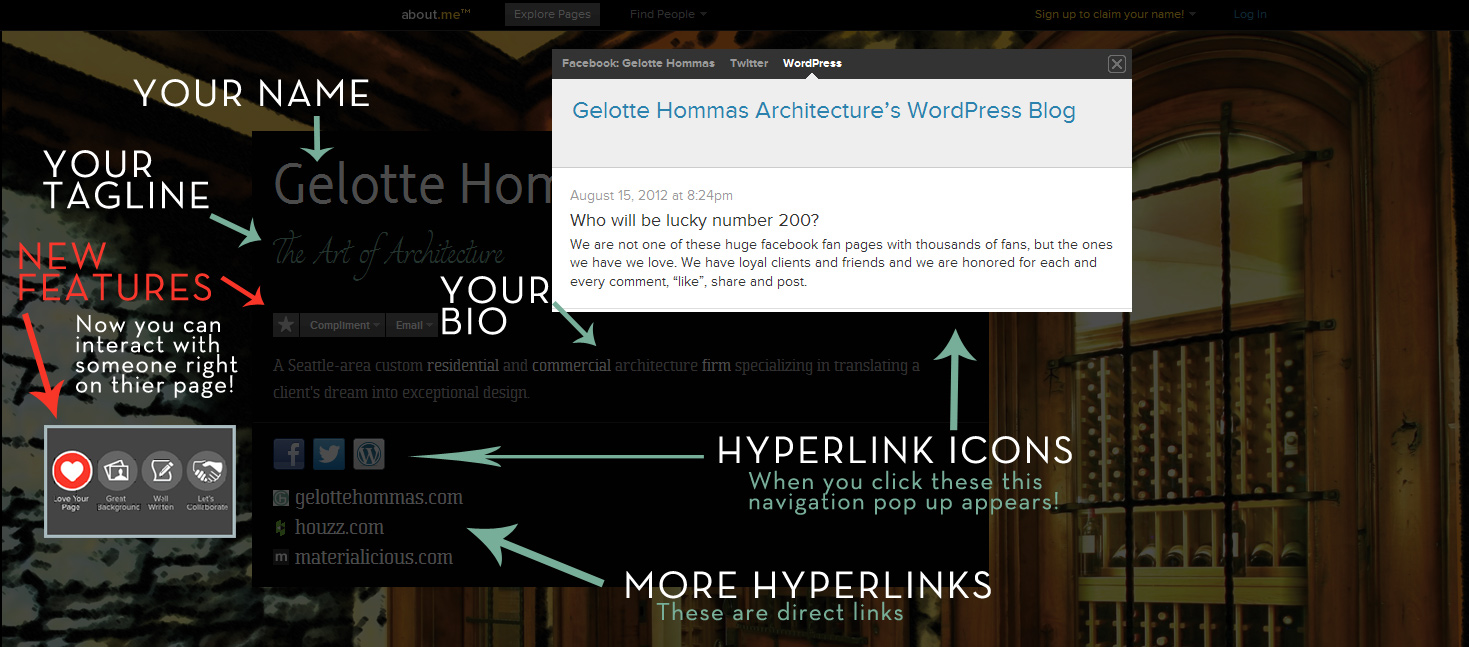 about.me™ Explore Pages Find People Sign up to claim your name! Log In
Facebook: Gelotte Hommas Twitter WordPress
Gelotte Hommas Architecture's WordPress Blog
August 15, 2012 at 8:24pm
Who will be lucky number 200?
We are not one of these huge facebook fan pages with thousands of fans, but the ones
we have we love. We have loyal clients and friends and we are honored for each and
every comment, “like”, share and post.
YOUR NAME
Gelotte Hom
YOUR
TAGLINE
The Art of Architecture
NEW
FEATURES
Now you can
interact with
someone right
on thier page!
YOUR
BIO
Compliment Email
A Seattle-area custom residential and commercial architecture firm specializing in translating a
client's dream into exceptional design.
Love Your
Page
Great
Background
Well
Written
Let's
Collaborate
HYPERLINK ICONS
When you click these this
navigation pop up appears!
gelottehommas.com
houzz.com
m materialicious.com
MORE HYPERLINKS
These are direct links